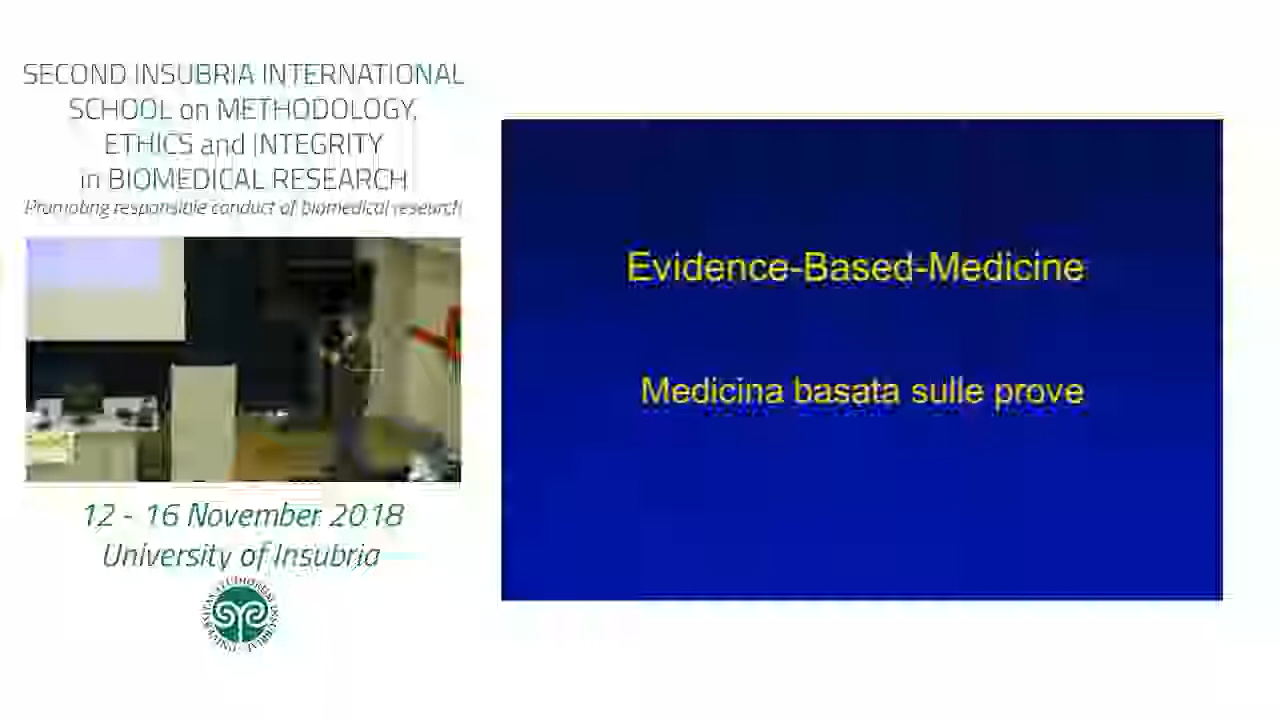 SECOND INSUBRIA INTERNATIONAL
SCHOOL on METHODOLOGY,
ETHICS and INTEGRITY
in BIOMEDICAL RESEARCH
Promoting responsible conduct of biomedical research
12 - 16 November 2018
University of Insubria
Evidence-Based-Medicine
Medicina basata sulle prove